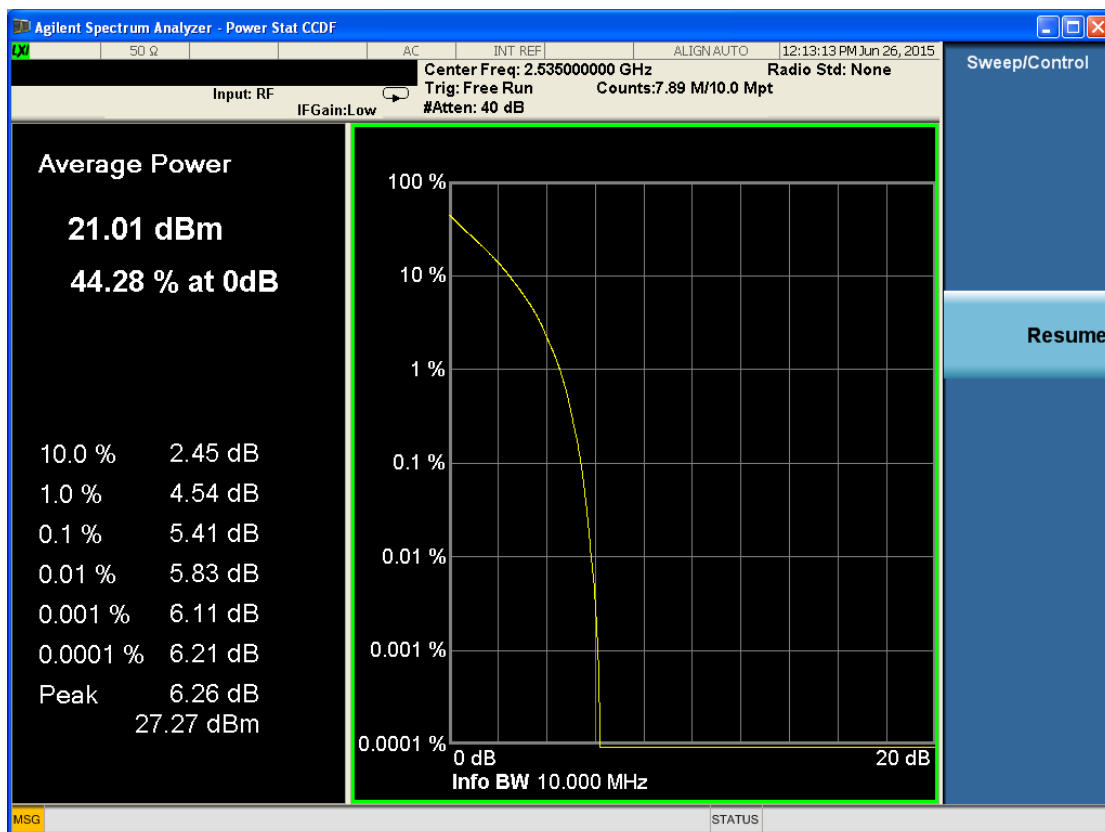 Agilent Spectrum Analyzer - Power Stat CCDF
LXI 50 Ω AC INT REF ALIGN AUTO 12:13:13 PM Jun 26, 2015
Center Freq: 2.535000000 GHz Radio Std: None
Input: RF Trig: Free Run Counts:7.89 M/10.0 Mpt
IFGain:Low #Atten: 40 dB
Sweep/Control
Resume
Average Power
21.01 dBm
44.28 % at 0dB
10.0 % 2.45 dB
1.0 % 4.54 dB
0.1 % 5.41 dB
0.01 % 5.83 dB
0.001 % 6.11 dB
0.0001 % 6.21 dB
Peak 6.26 dB
27.27 dBm
100 %
10 %
1 %
0.1 %
0.01 %
0.001 %
0.0001 %
0 dB 20 dB
Info BW 10.000 MHz
MSG STATUS